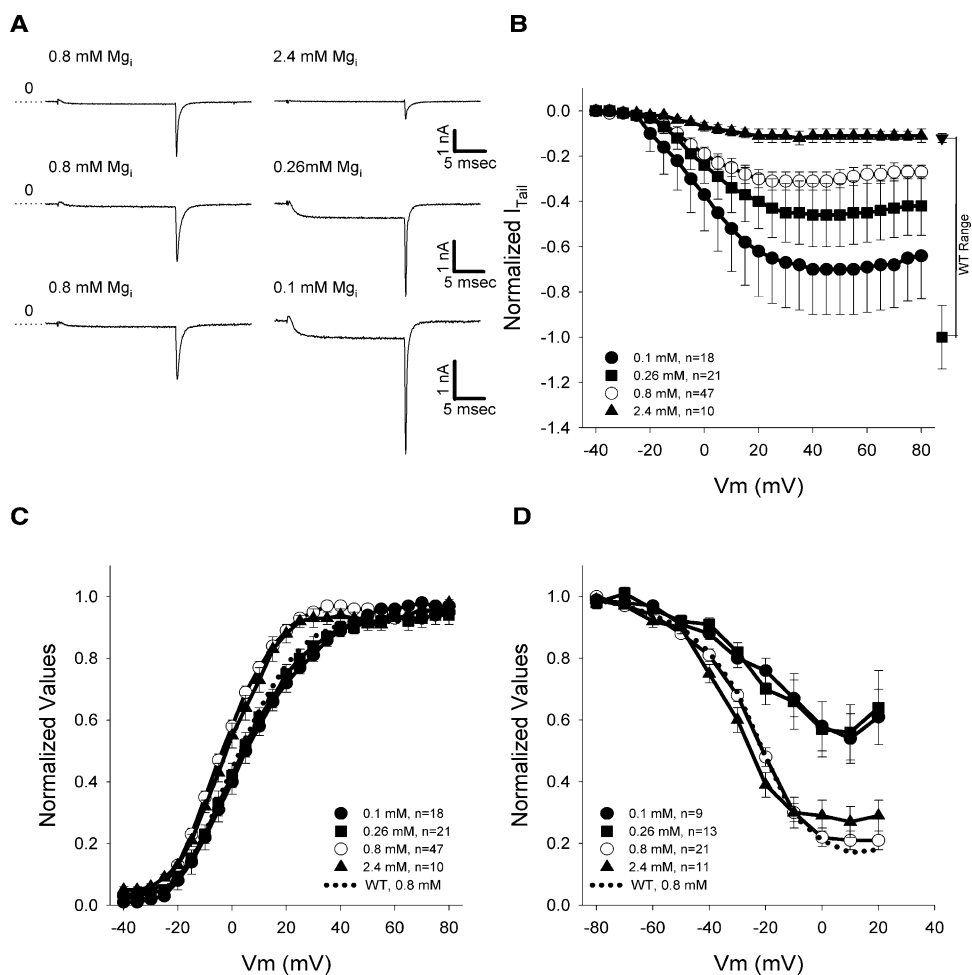 A
0.8 mM Mgi
2.4 mM Mgi
0
1 nA
5 msec
0.8 mM Mgi
0.26mM Mgi
0
1 nA
5 msec
0.8 mM Mgi
0.1 mM Mgi
0
1 nA
5 msec
B
Normalized ITail
0.0
-0.2
-0.4
-0.6
-0.8
-1.0
-1.2
-1.4
0.1 mM, n=18
0.26 mM, n=21
0.8 mM, n=47
2.4 mM, n=10
WT Range
-40 -20 0 20 40 60 80
Vm (mV)
C
Normalized Values
1.0
0.8
0.6
0.4
0.2
0.0
0.1 mM, n=18
0.26 mM, n=21
0.8 mM, n=47
2.4 mM, n=10
WT, 0.8 mM
-40 -20 0 20 40 60 80
Vm (mV)
D
Normalized Values
1.0
0.8
0.6
0.4
0.2
0.0
0.1 mM, n=9
0.26 mM, n=13
0.8 mM, n=21
2.4 mM, n=11
WT, 0.8 mM
-80 -60 -40 -20 0 20 40
Vm (mV)